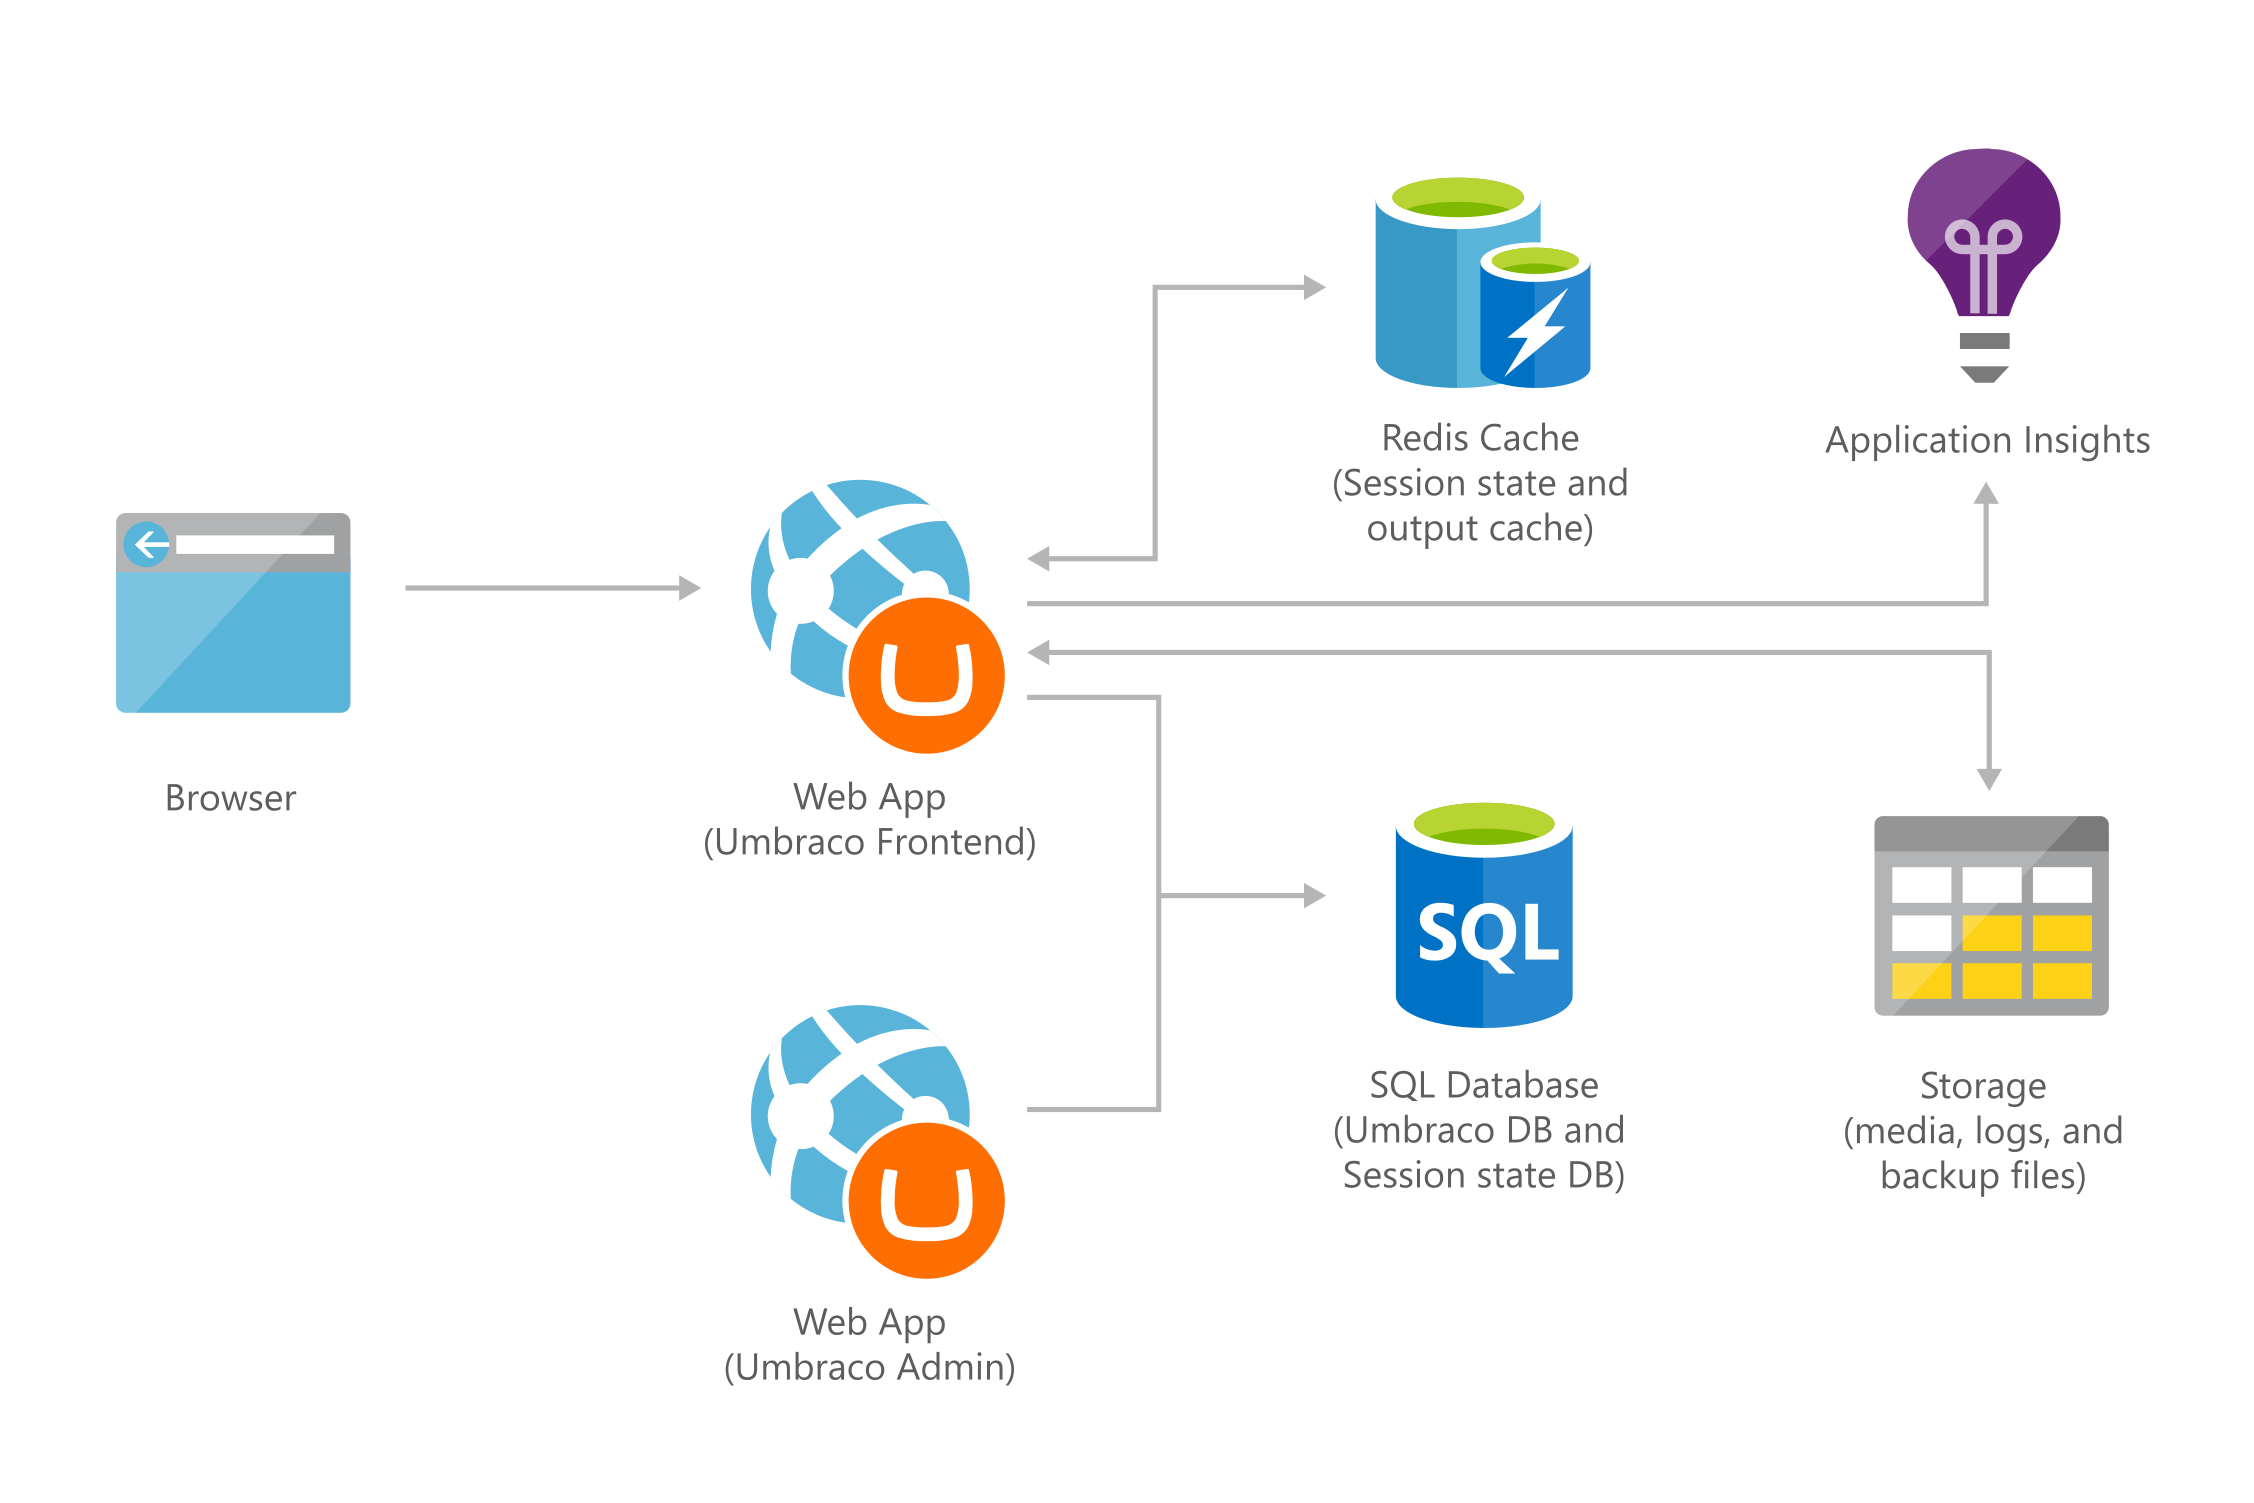 Redis Cache
(Session state and
output cache)
Application Insights
Browser
Web App
(Umbraco Frontend)
SQL
SQL Database
(Umbraco DB and
Session state DB)
Storage
(media, logs, and
backup files)
Web App
(Umbraco Admin)